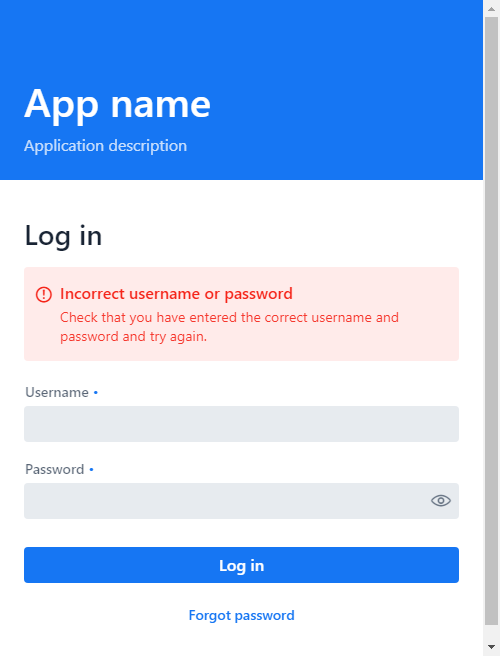 App name
Application description
Log in
Incorrect username or password
Check that you have entered the correct username and
password and try again.
Username •
Password •
Log in
Forgot password